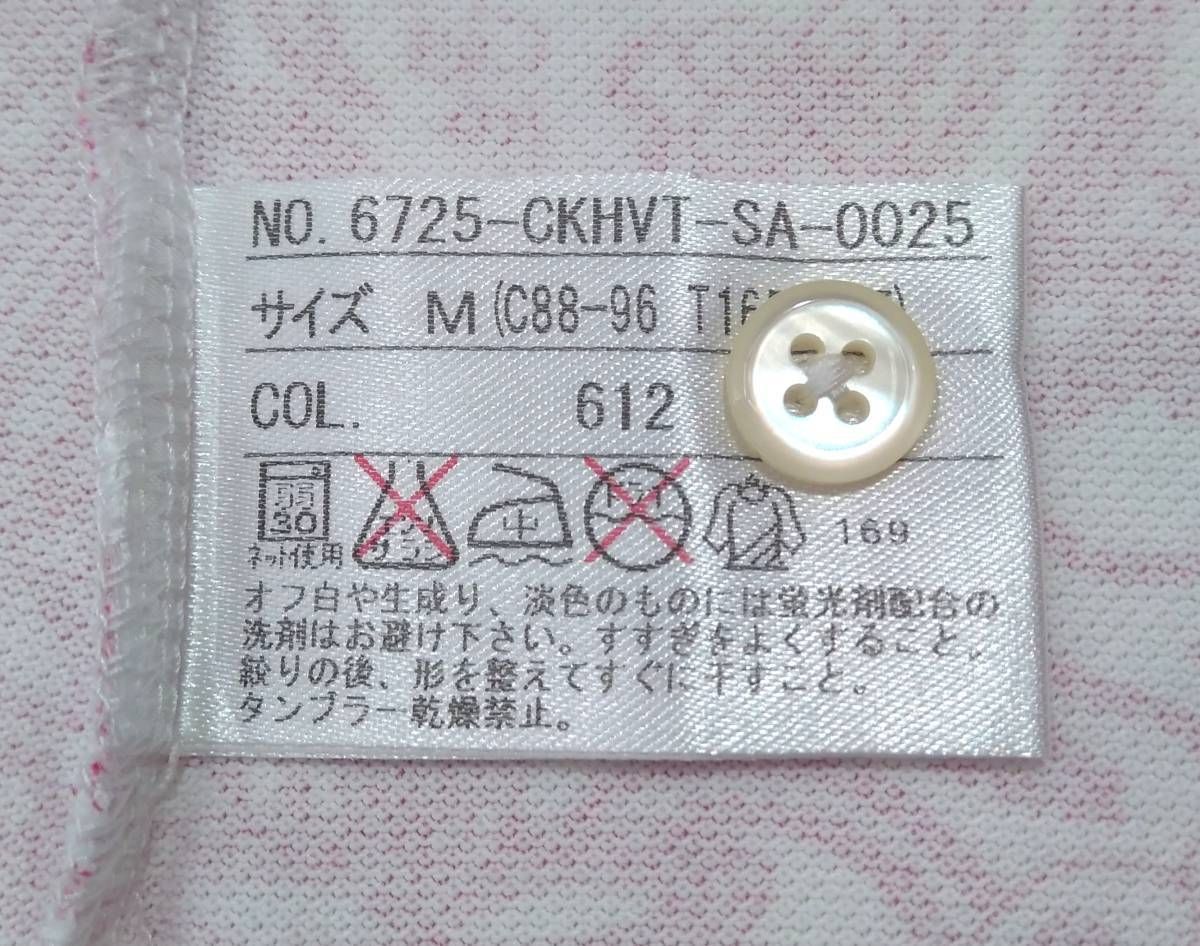 NO. 6725-CKHVT-SA-0025
サイズ M (C88-96
COL. 612
弱 30 中 ドライ 169
ネット使用
オフ白や生成り、淡色のものには蛍光剤配合の
洗剤はお避け下さい。すすぎをよくすること。
絞りの後、形を整えてすぐに干すこと。
タンブラー乾燥禁止。